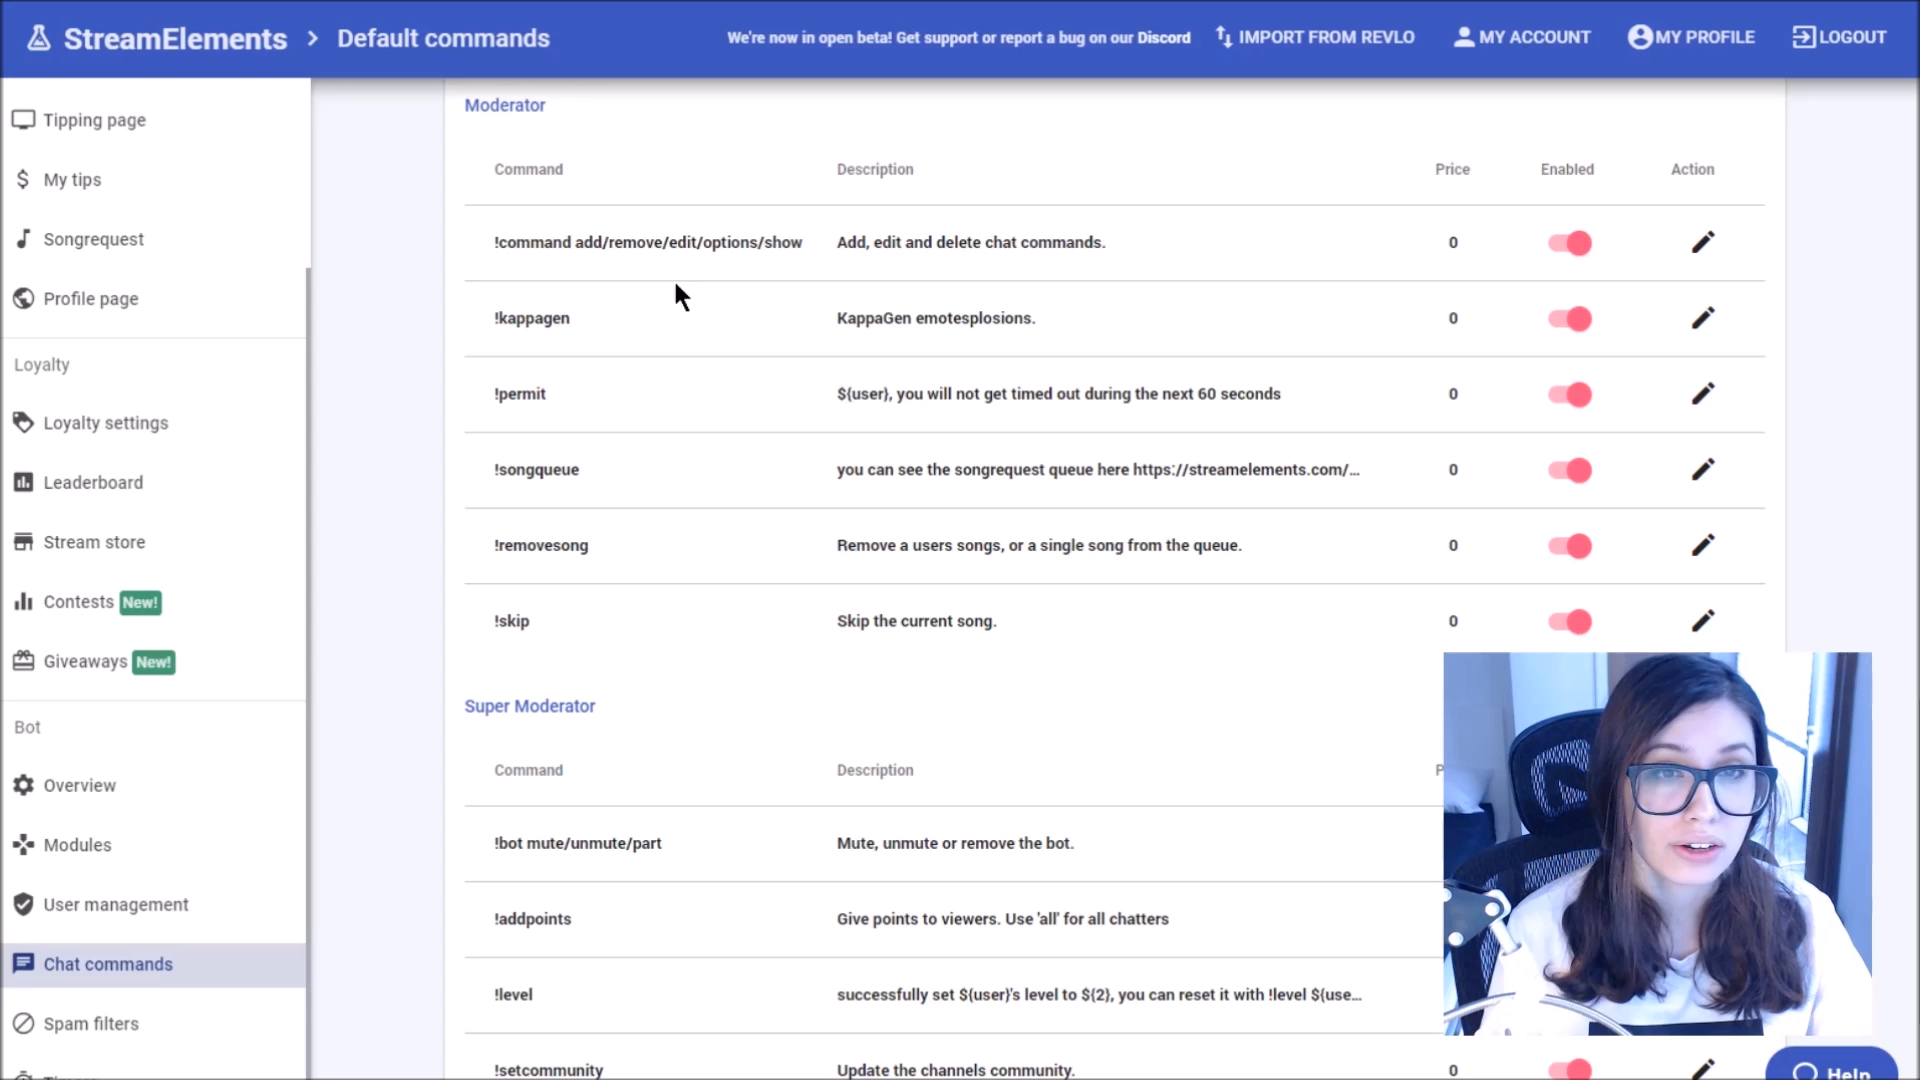 StreamElements > Default commands
We're now in open beta! Get support or report a bug on our Discord
IMPORT FROM REVLO
MY ACCOUNT
MY PROFILE
LOGOUT
Tipping page
My tips
Songrequest
Profile page
Loyalty
Loyalty settings
Leaderboard
Stream store
Contests New!
Giveaways New!
Bot
Overview
Modules
User management
Chat commands
Spam filters
Moderator
Command Description Price Enabled Action
!command add/remove/edit/options/show Add, edit and delete chat commands. 0
!kappagen KappaGen emotesplosions. 0
!permit ${user}, you will not get timed out during the next 60 seconds 0
!songqueue you can see the songrequest queue here https://streamelements.com/... 0
!removesong Remove a users songs, or a single song from the queue. 0
!skip Skip the current song. 0
Super Moderator
Command Description
!bot mute/unmute/part Mute, unmute or remove the bot.
!addpoints Give points to viewers. Use 'all' for all chatters
!level successfully set ${user}'s level to ${2}, you can reset it with !level ${use...
!setcommunity Update the channels community. 0
Help